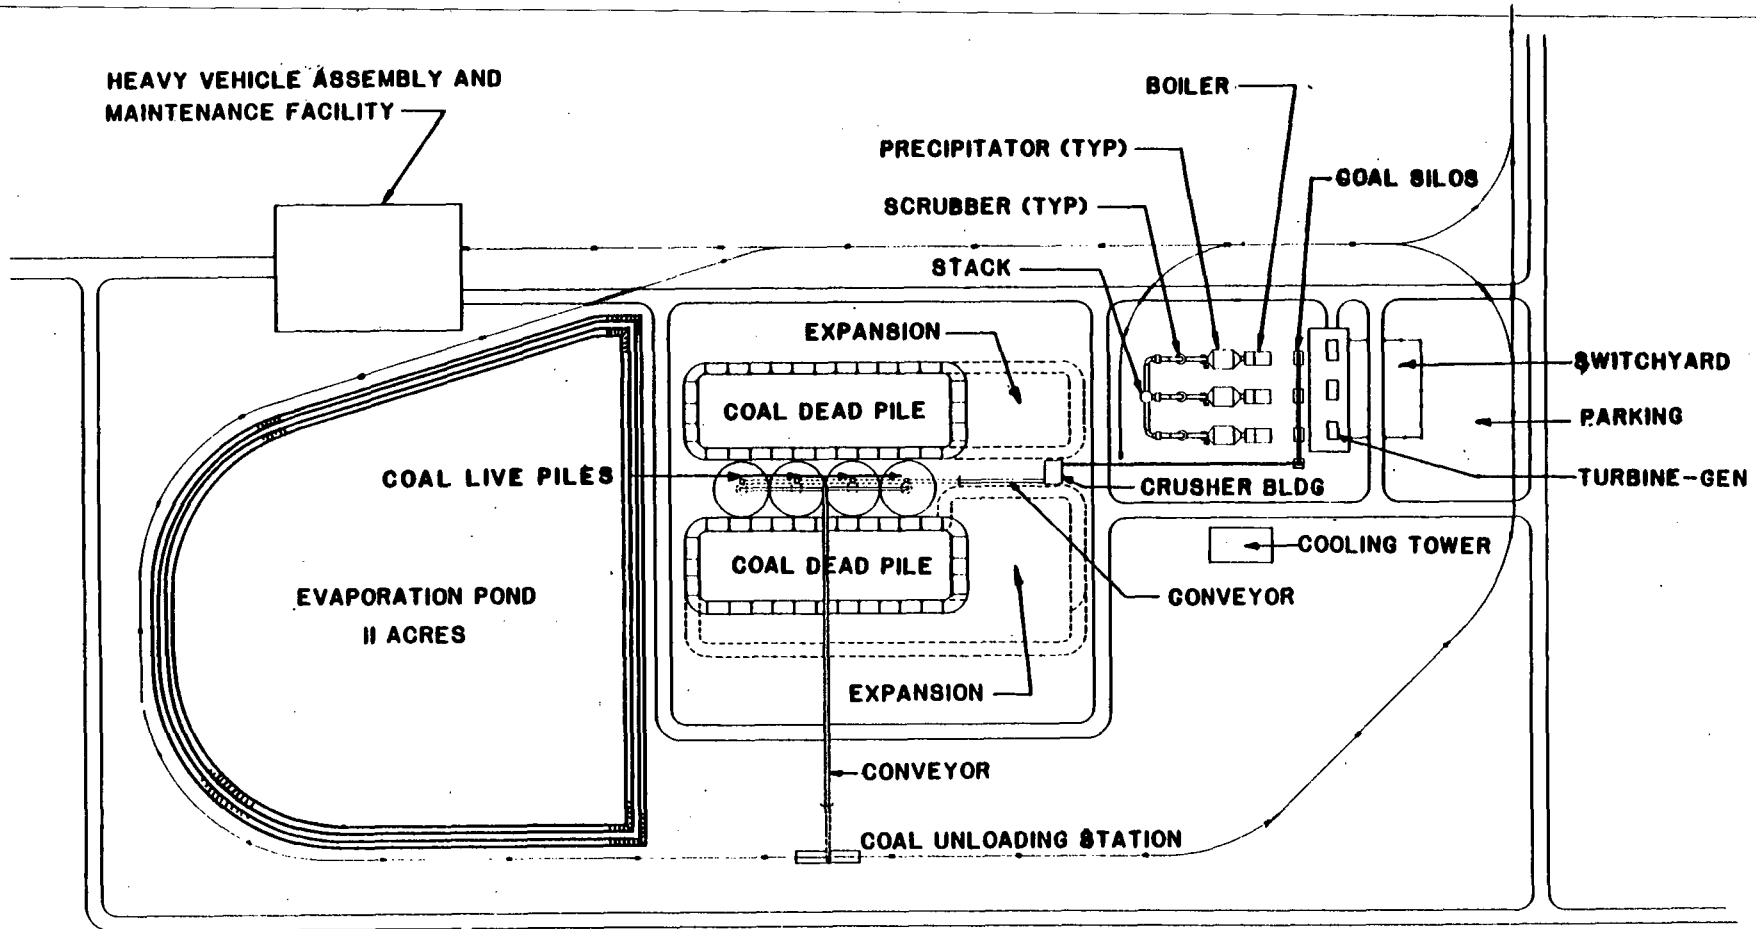 HEAVY VEHICLE ASSEMBLY AND
MAINTENANCE FACILITY
BOILER
PRECIPITATOR (TYP)
COAL SILOS
SCRUBBER (TYP)
STACK
EXPANSION
SWITCHYARD
COAL DEAD PILE
PARKING
COAL LIVE PILES
TURBINE-GEN
CRUSHER BLDG
COOLING TOWER
COAL DEAD PILE
CONVEYOR
EVAPORATION POND
11 ACRES
EXPANSION
CONVEYOR
COAL UNLOADING STATION